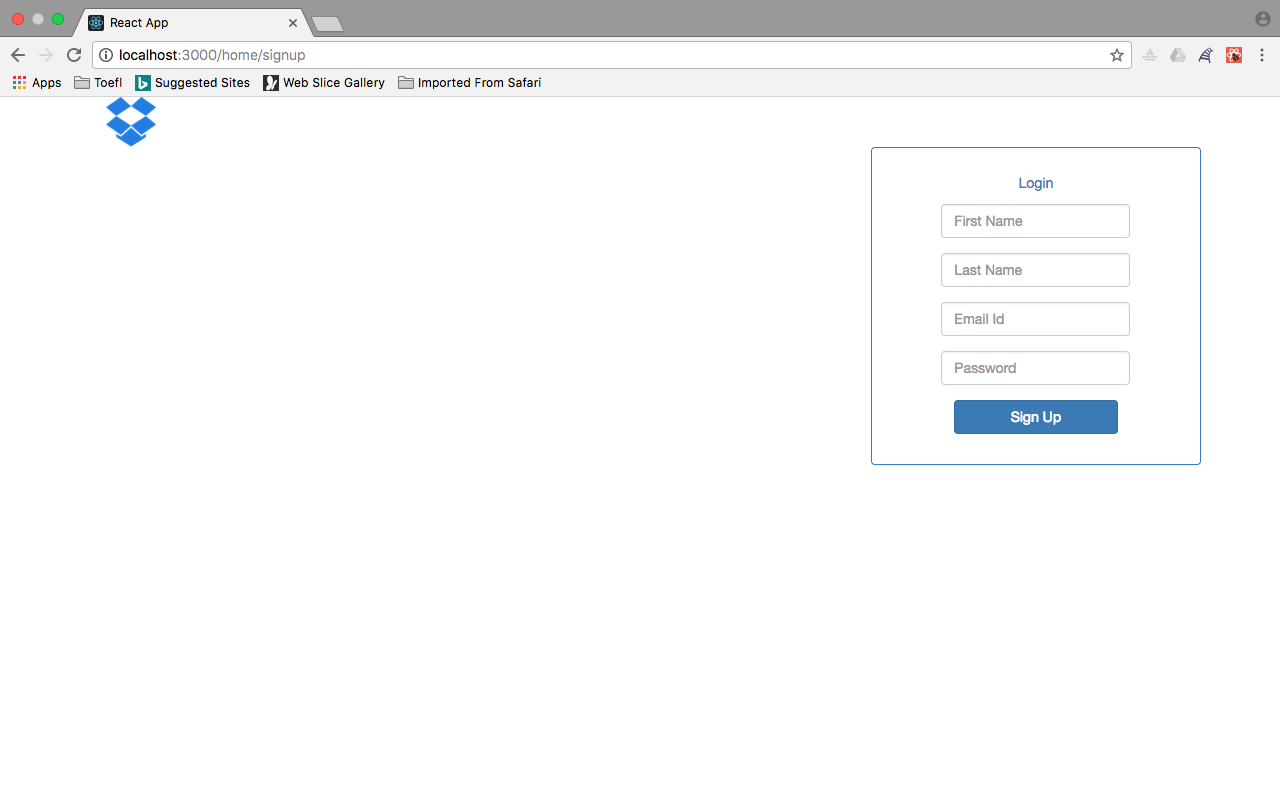 React App
localhost:3000/home/signup
Apps Toefl Suggested Sites Web Slice Gallery Imported From Safari
Login
First Name
Last Name
Email Id
Password
Sign Up